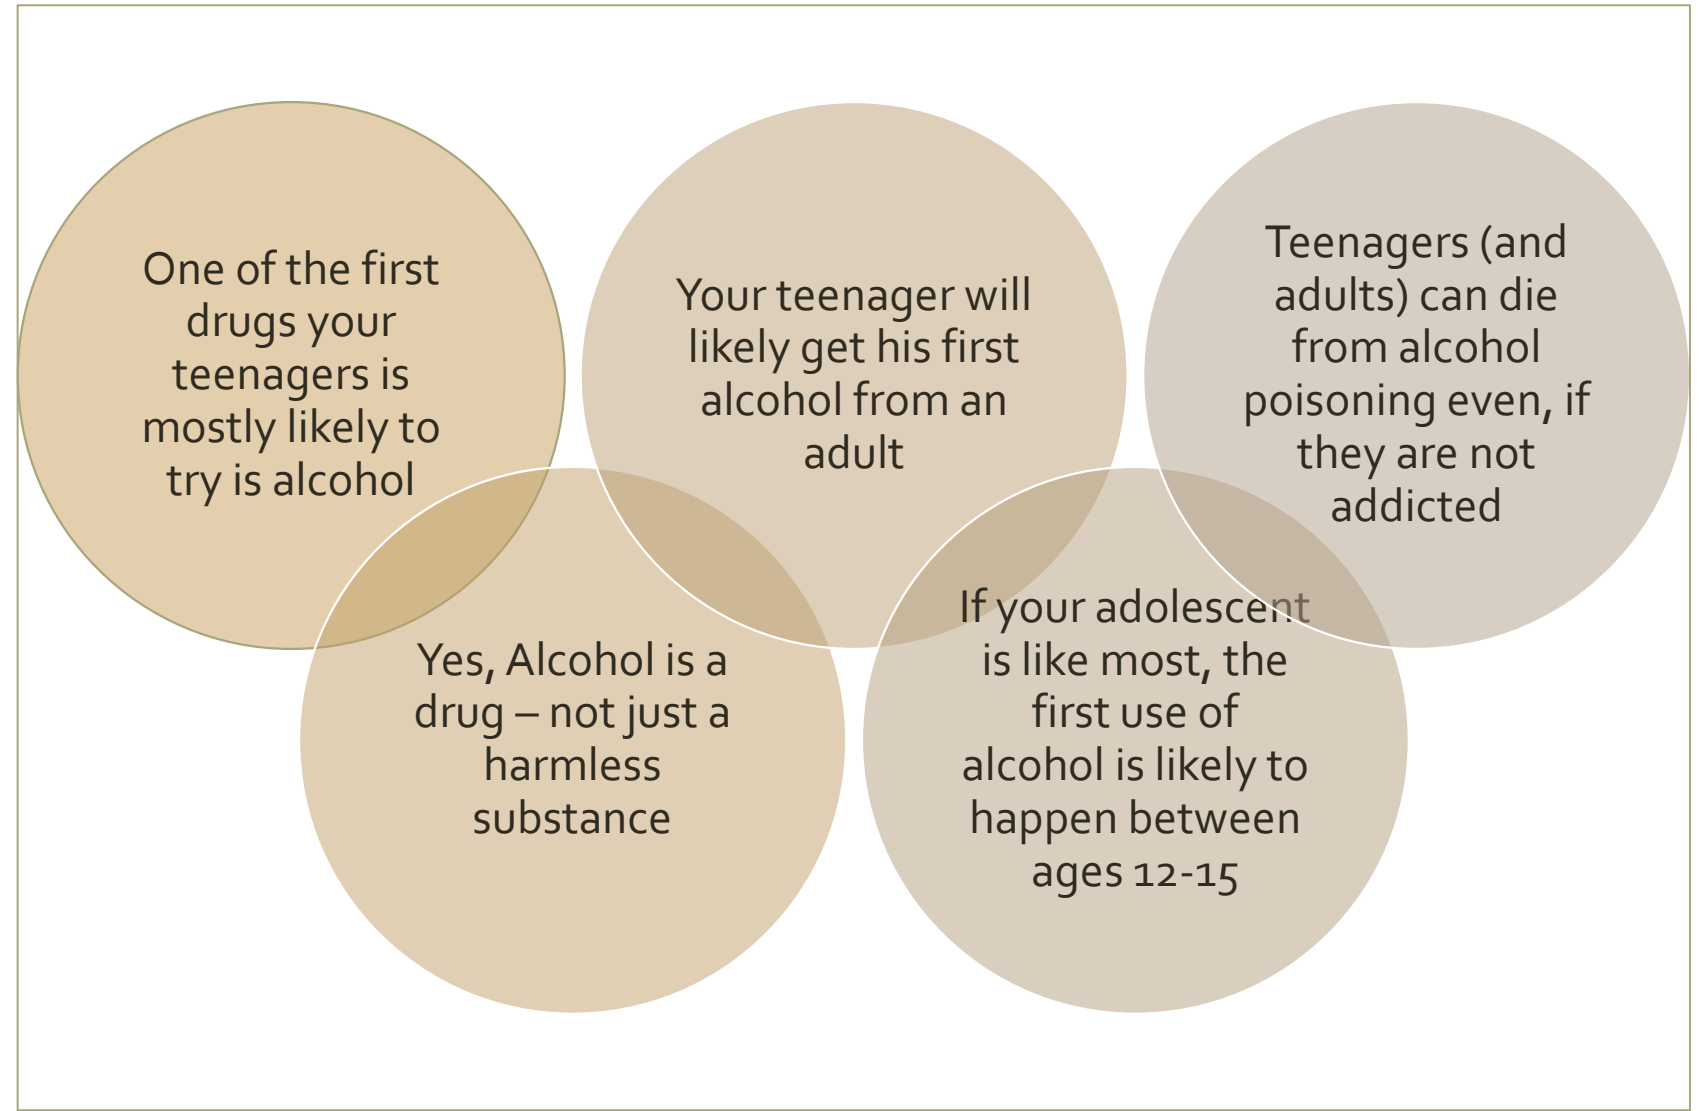 One of the first
drugs your
teenagers is
mostly likely to
try is alcohol
Yes, Alcohol is a
drug – not just a
harmless
substance
Your teenager will
likely get his first
alcohol from an
adult
If your adolescent
is like most, the
first use of
alcohol is likely to
happen between
ages 12-15
Teenagers (and
adults) can die
from alcohol
poisoning even, if
they are not
addicted